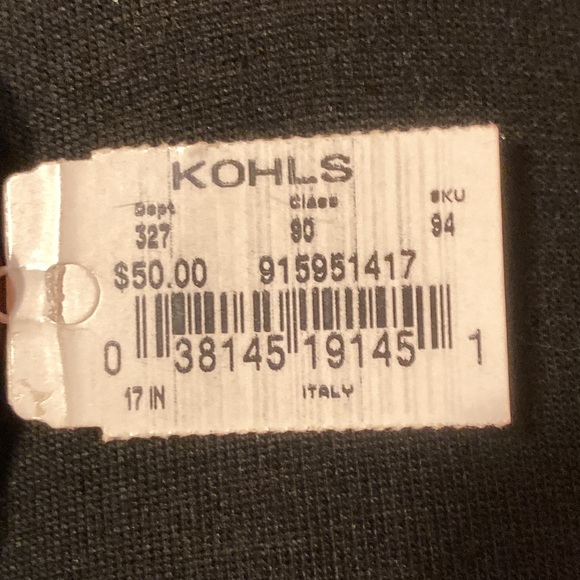 KOHLS
Dept Class SKU
327 90 94
$50.00 915951417
0 38145 19145 1
17 IN ITALY